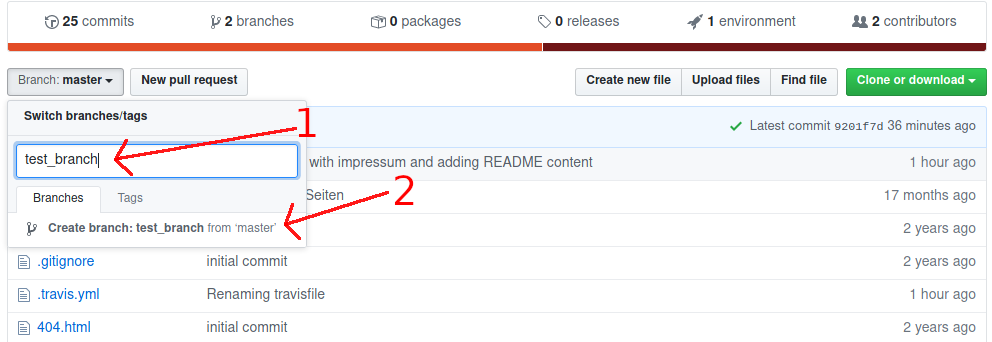 25 commits 2 branches 0 packages 0 releases 1 environment 2 contributors
Branch: master New pull request Create new file Upload files Find file Clone or download
Switch branches/tags
1
Latest commit 9201f7d 36 minutes ago
test_branch
with impressum and adding README content 1 hour ago
2
Branches Tags
Seiten 17 months ago
Create branch: test_branch from ‘master’
2 years ago
.gitignore initial commit 2 years ago
.travis.yml Renaming travisfile 1 hour ago
404.html initial commit 2 years ago